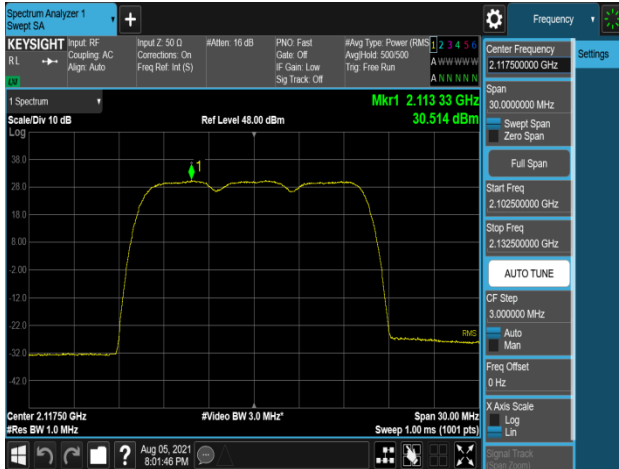 Spectrum Analyzer 1
Swept SA
+
Frequency
KEYSIGHT
RL
LU
Input: RF
Coupling: AC
Align: Auto
Input Z: 50 Ω
Corrections: On
Freq Ref: Int (S)
#Atten: 16 dB
PNO: Fast
Gate: Off
IF Gain: Low
Sig Track: Off
#Avg Type: Power (RMS
Avg|Hold: 500/500
Trig: Free Run
1 2 3 4 5 6
A W W W W W
A N N N N N
Center Frequency
2.117500000 GHz
Settings
Span
30.0000000 MHz
Swept Span
Zero Span
Full Span
Start Freq
2.102500000 GHz
Stop Freq
2.132500000 GHz
AUTO TUNE
CF Step
3.000000 MHz
Auto
Man
Freq Offset
0 Hz
X Axis Scale
Log
Lin
Signal Track
(Span Zoom)
1 Spectrum
Mkr1 2.113 33 GHz
Scale/Div 10 dB
Ref Level 48.00 dBm
30.514 dBm
Log
38.0
1
28.0
18.0
8.00
-2.00
-12.0
-22.0
RMS
-32.0
-42.0
Center 2.11750 GHz
#Video BW 3.0 MHz*
Span 30.00 MHz
#Res BW 1.0 MHz
Sweep 1.00 ms (1001 pts)
?
Aug 05, 2021
8:01:46 PM